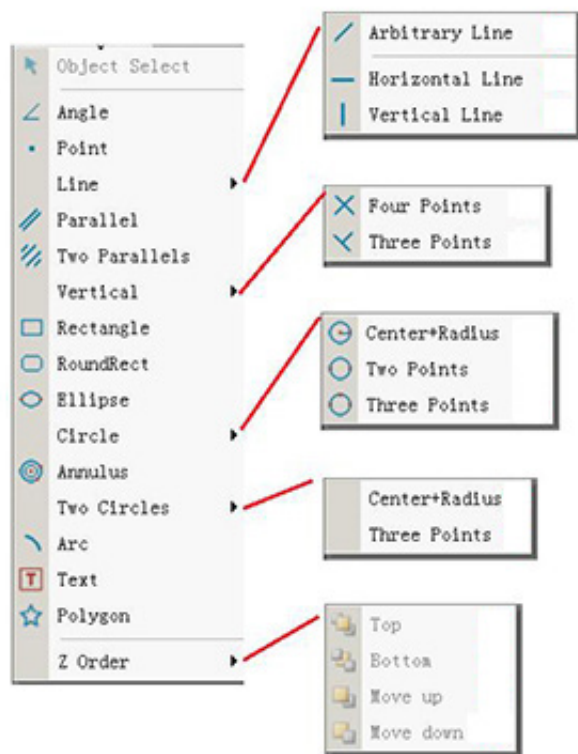 Object Select
Angle
Point
Line
Parallel
Two Parallels
Vertical
Rectangle
RoundRect
Ellipse
Circle
Annulus
Two Circles
Arc
T Text
Polygon
Z Order
Arbitrary Line
Horizontal Line
Vertical Line
Four Points
Three Points
Center+Radius
Two Points
Three Points
Center+Radius
Three Points
Top
Bottom
Move up
Move down